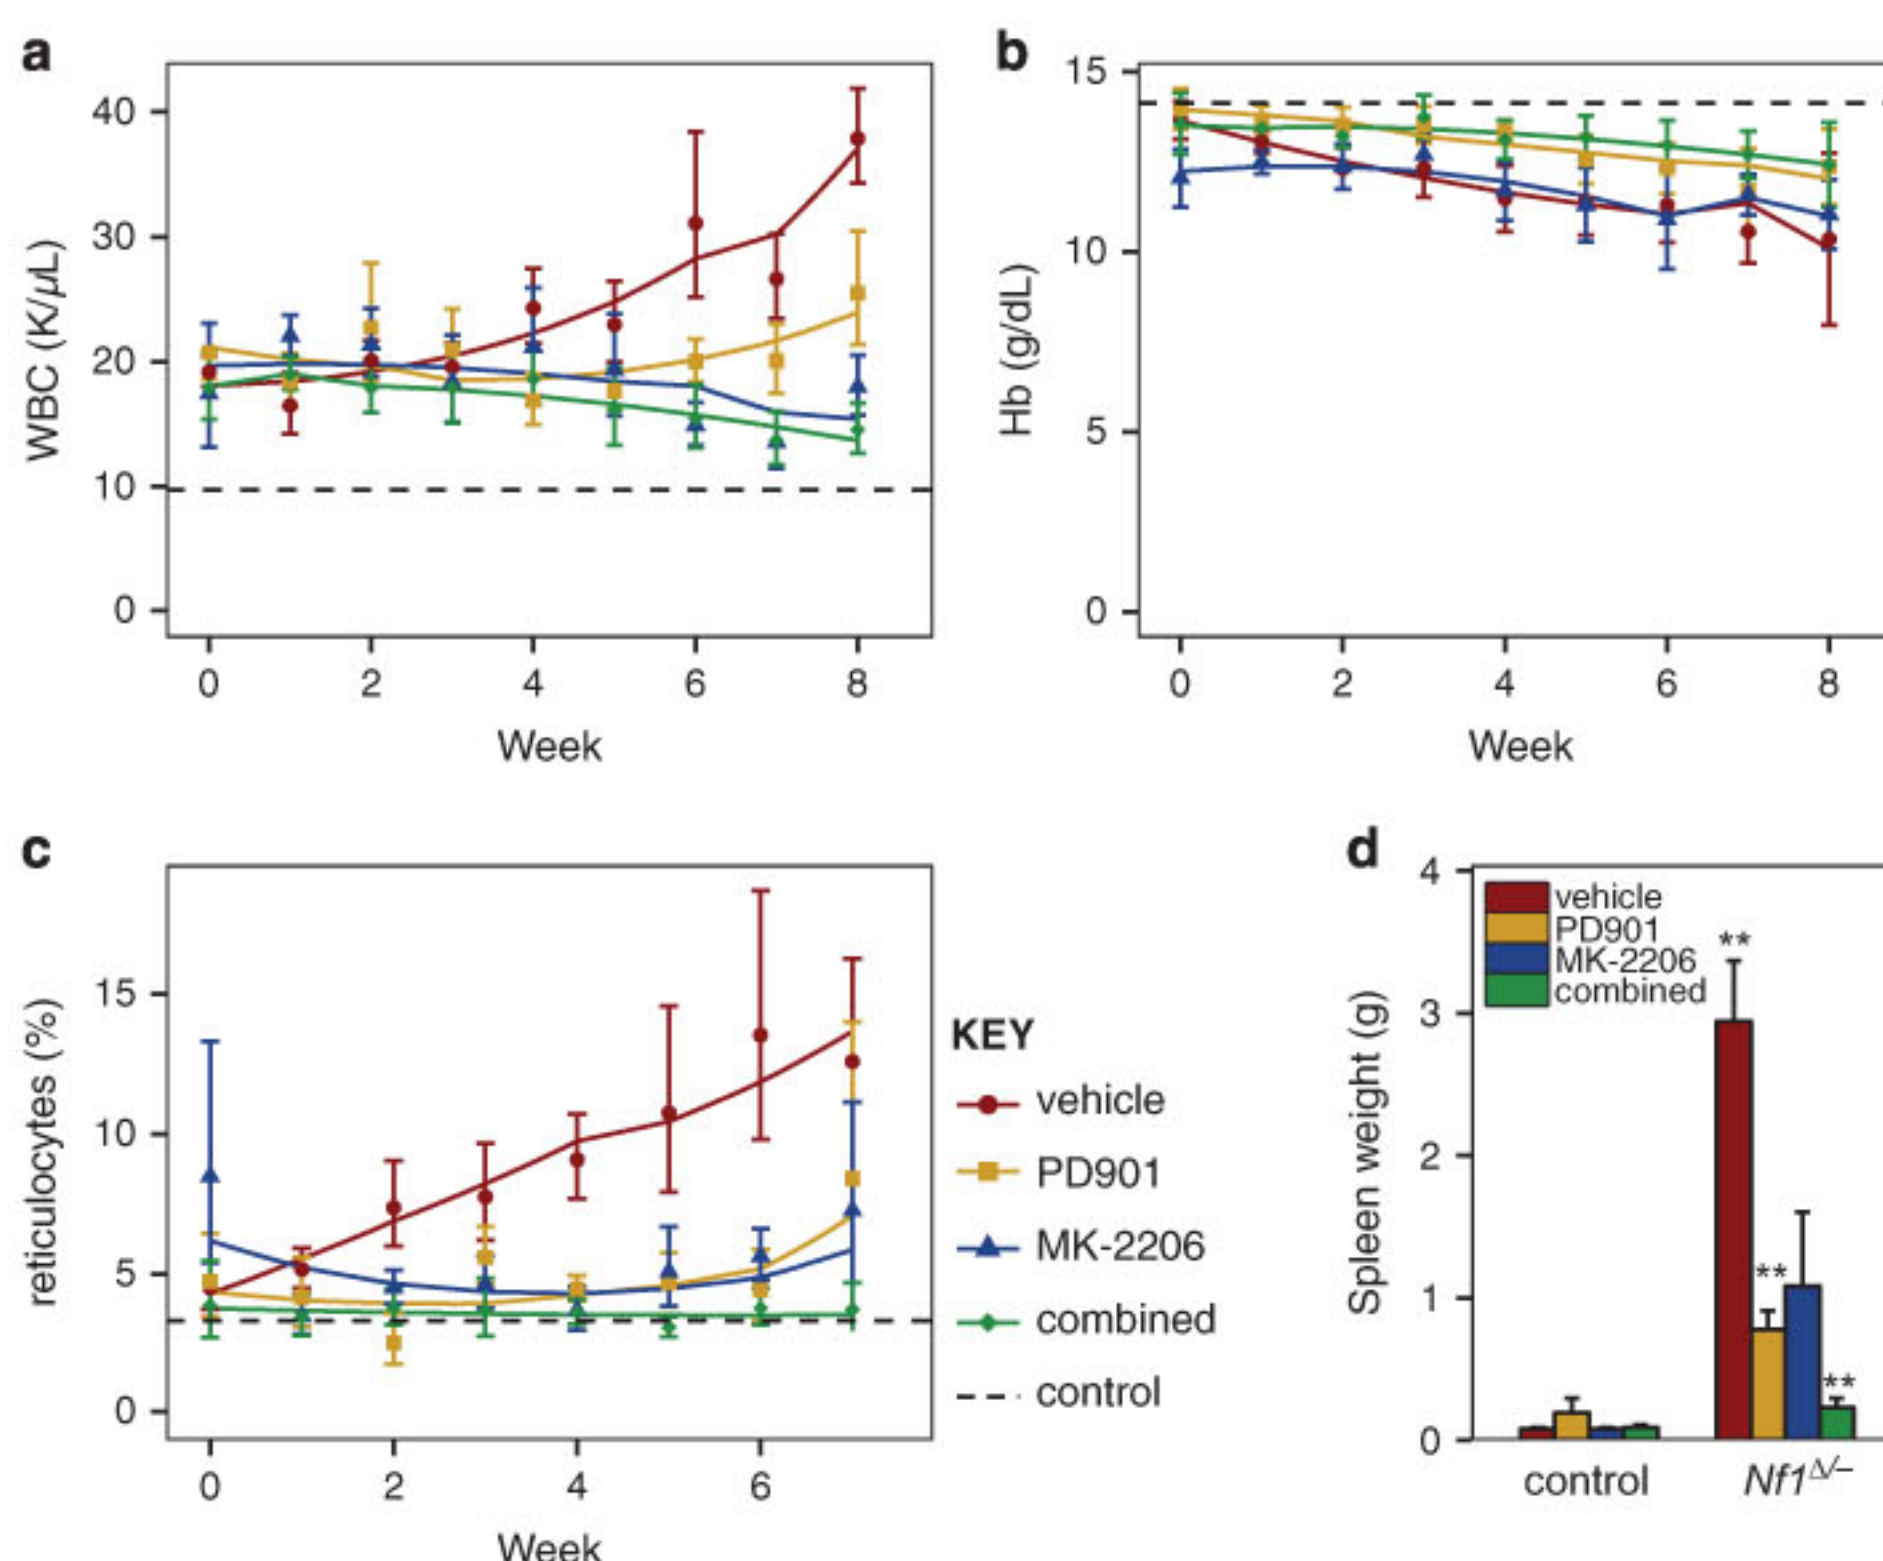 a
WBC (K/μL)
40
30
20
10
0
0 2 4 6 8
Week
b
Hb (g/dL)
15
10
5
0
0 2 4 6 8
Week
c
reticulocytes (%)
15
10
5
0
0 2 4 6
Week
KEY
vehicle
PD901
MK-2206
combined
control
d
Spleen weight (g)
4
3
2
1
0
vehicle
PD901
MK-2206
combined
**
**
**
control Nf1Δ/–